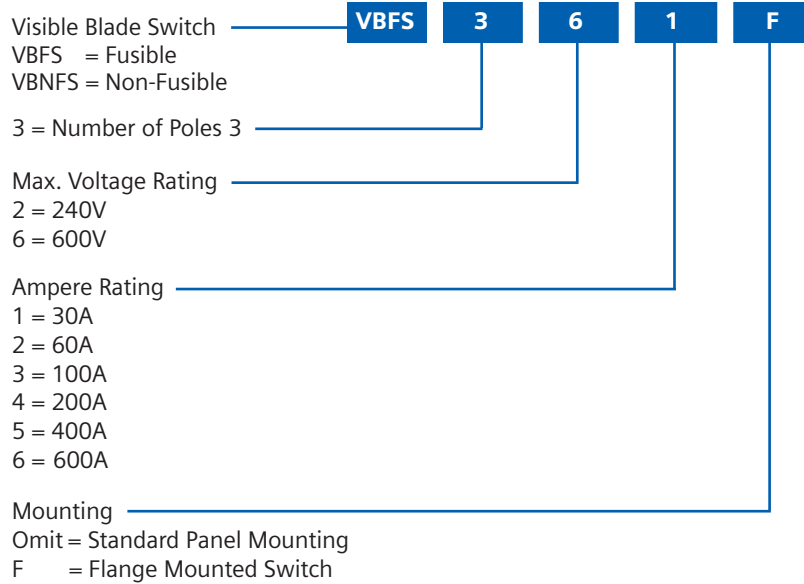 Visible Blade Switch VBFS 3 6 1 F
VBFS = Fusible
VBNFS = Non-Fusible
3 = Number of Poles 3
Max. Voltage Rating
2 = 240V
6 = 600V
Ampere Rating
1 = 30A
2 = 60A
3 = 100A
4 = 200A
5 = 400A
6 = 600A
Mounting
Omit = Standard Panel Mounting
F = Flange Mounted Switch